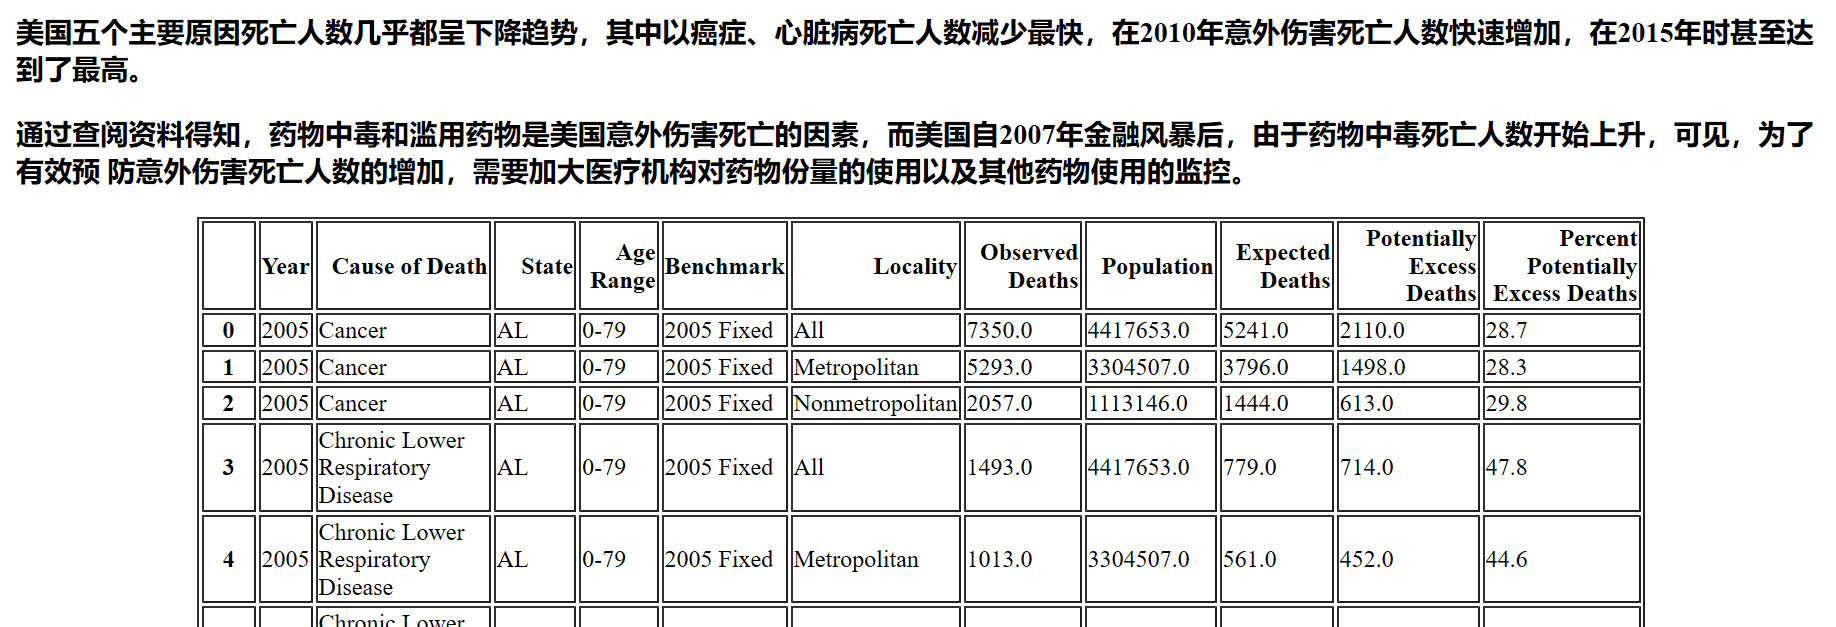 美国五个主要原因死亡人数几乎都呈下降趋势，其中以癌症、心脏病死亡人数减少最快，在2010年意外伤害死亡人数快速增加，在2015年时甚至达
到了最高。
通过查阅资料得知，药物中毒和滥用药物是美国意外伤害死亡的因素，而美国自2007年金融风暴后，由于药物中毒死亡人数开始上升，可见，为了
有效预 防意外伤害死亡人数的增加，需要加大医疗机构对药物份量的使用以及其他药物使用的监控。
Year Cause of Death State Age Range Benchmark Locality Observed Deaths Population Expected Deaths Potentially Excess Deaths Percent Potentially Excess Deaths
0 2005 Cancer AL 0-79 2005 Fixed All 7350.0 4417653.0 5241.0 2110.0 28.7
1 2005 Cancer AL 0-79 2005 Fixed Metropolitan 5293.0 3304507.0 3796.0 1498.0 28.3
2 2005 Cancer AL 0-79 2005 Fixed Nonmetropolitan 2057.0 1113146.0 1444.0 613.0 29.8
3 2005 Chronic Lower Respiratory Disease AL 0-79 2005 Fixed All 1493.0 4417653.0 779.0 714.0 47.8
4 2005 Chronic Lower Respiratory Disease AL 0-79 2005 Fixed Metropolitan 1013.0 3304507.0 561.0 452.0 44.6
Chronic Lower